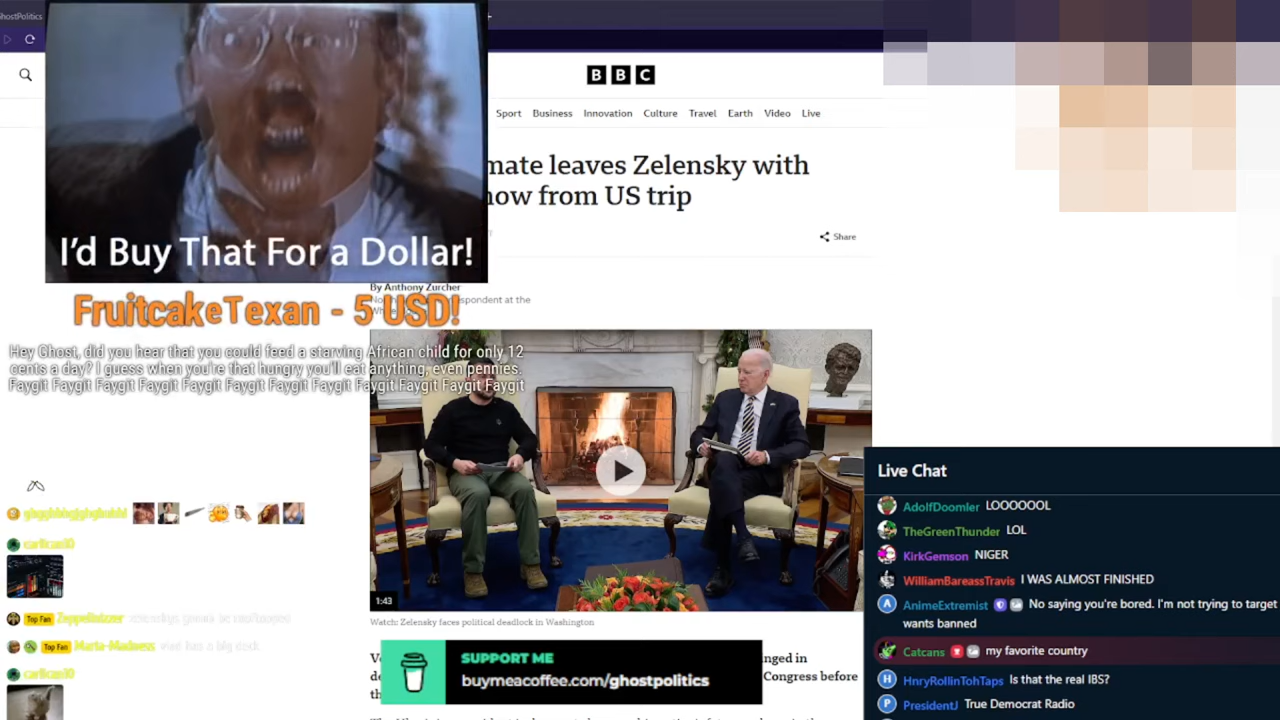 hostPolitics
BBC
Sport Business Innovation Culture Travel Earth Video Live
mate leaves Zelensky with
now from US trip
Share
I'd Buy That For a Dollar!
FruitcakeTexan - 5 USD!
By Anthony Zurcher
spondent at the
Hey Ghost, did you hear that you could feed a starving African child for only 12
cents a day? I guess when you're that hungry you'll eat anything, even pennies.
Faygit Faygit Faygit Faygit Faygit Faygit Faygit Faygit Faygit Faygit Faygit Faygit
carllcan10
Top Fan
Top Fan Marla-Madness
carllcan10
1:43
Watch: Zelensky faces political deadlock in Washington
SUPPORT ME
buymeacoffee.com/ghostpolitics
nged in
Congress before
Live Chat
AdolfDoomler LOOOOOOL
TheGreenThunder LOL
KirkGemson NIGER
WilliamBareassTravis I WAS ALMOST FINISHED
AnimeExtremist No saying you're bored. I'm not trying to target
wants banned
Catcans my favorite country
HnryRollinTohTaps Is that the real IBS?
PresidentJ True Democrat Radio